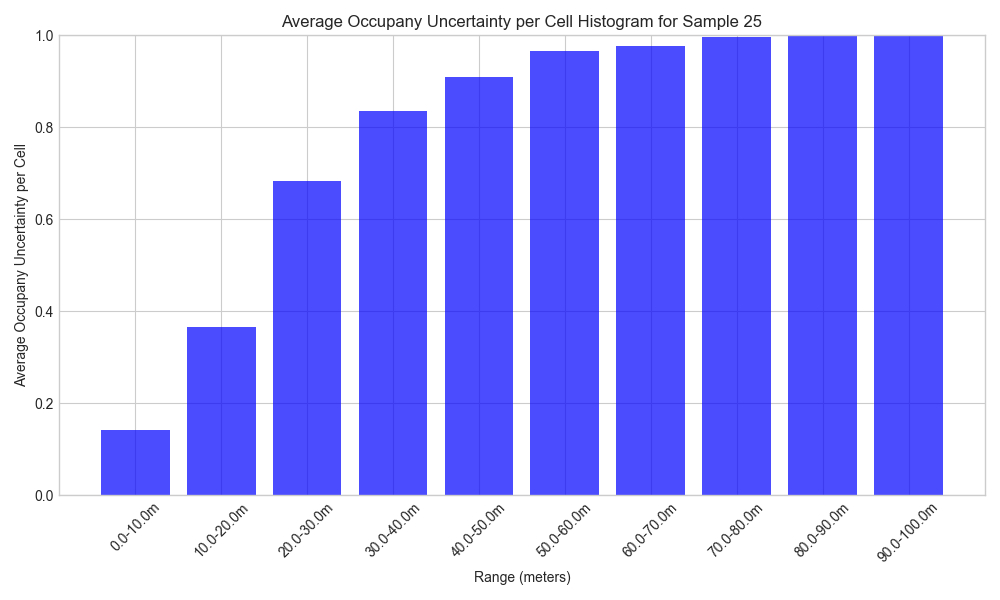 Average Occupany Uncertainty per Cell Histogram for Sample 25
Average Occupany Uncertainty per Cell
1.0
0.8
0.6
0.4
0.2
0.0
0.0-10.0m
10.0-20.0m
20.0-30.0m
30.0-40.0m
40.0-50.0m
50.0-60.0m
60.0-70.0m
70.0-80.0m
80.0-90.0m
90.0-100.0m
Range (meters)